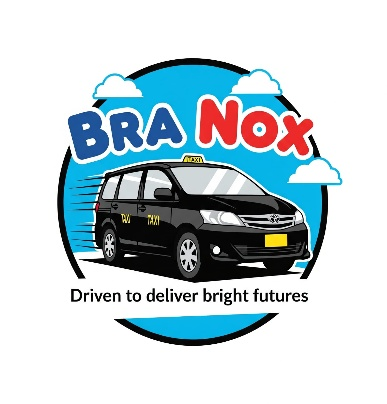 BRA NOX
TAXI
TAXI TAXI
Driven to deliver bright futures